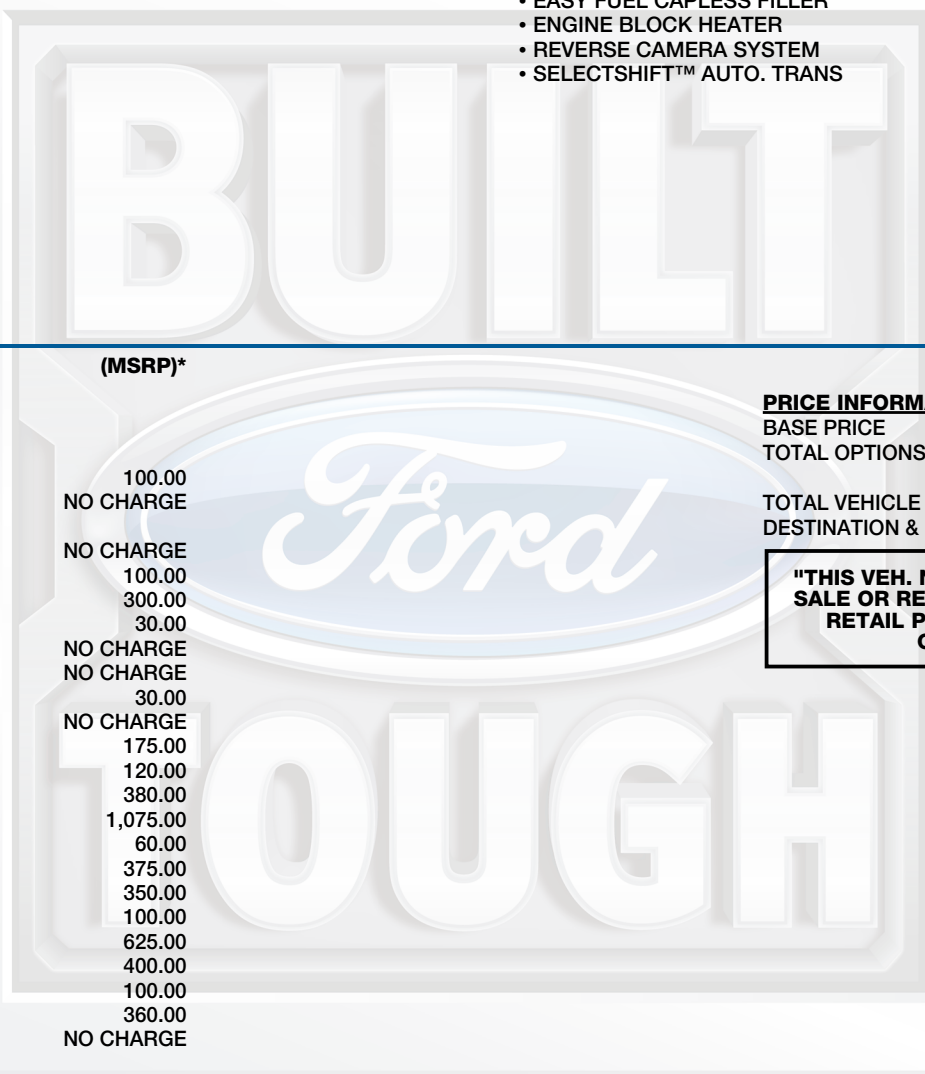 • EASY FUEL CAPLESS FILLER
• ENGINE BLOCK HEATER
• REVERSE CAMERA SYSTEM
• SELECTSHIFT™ AUTO. TRANS
BUILT
(MSRP)*
100.00
NO CHARGE
NO CHARGE
100.00
300.00
30.00
NO CHARGE
NO CHARGE
30.00
NO CHARGE
175.00
120.00
380.00
1,075.00
60.00
375.00
350.00
100.00
625.00
400.00
100.00
360.00
NO CHARGE
Ford
TOUGH
PRICE INFORM
BASE PRICE
TOTAL OPTIONS
TOTAL VEHICLE
DESTINATION &
"THIS VEH.
SALE OR RE
RETAIL P